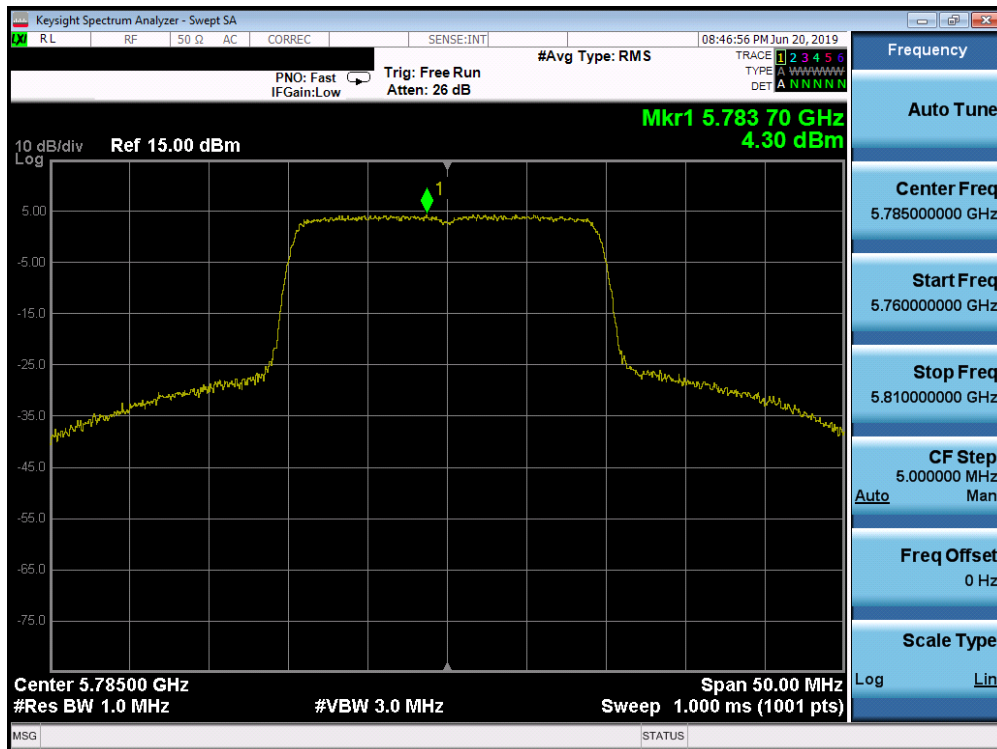 Keysight Spectrum Analyzer - Swept SA
LXI RL RF 50 Ω AC CORREC SENSE:INT 08:46:56 PM Jun 20, 2019
PNO: Fast
IFGain:Low
Trig: Free Run
Atten: 26 dB
#Avg Type: RMS
TRACE 1 2 3 4 5 6
TYPE A WWWWW
DET A N N N N N
Frequency
Mkr1 5.783 70 GHz
4.30 dBm
10 dB/div Ref 15.00 dBm
Log
1
5.00
-5.00
-15.0
-25.0
-35.0
-45.0
-55.0
-65.0
-75.0
Center 5.78500 GHz Span 50.00 MHz
#Res BW 1.0 MHz #VBW 3.0 MHz Sweep 1.000 ms (1001 pts)
Auto Tune
Center Freq
5.785000000 GHz
Start Freq
5.760000000 GHz
Stop Freq
5.810000000 GHz
CF Step
5.000000 MHz
Auto Man
Freq Offset
0 Hz
Scale Type
Log Lin
MSG STATUS